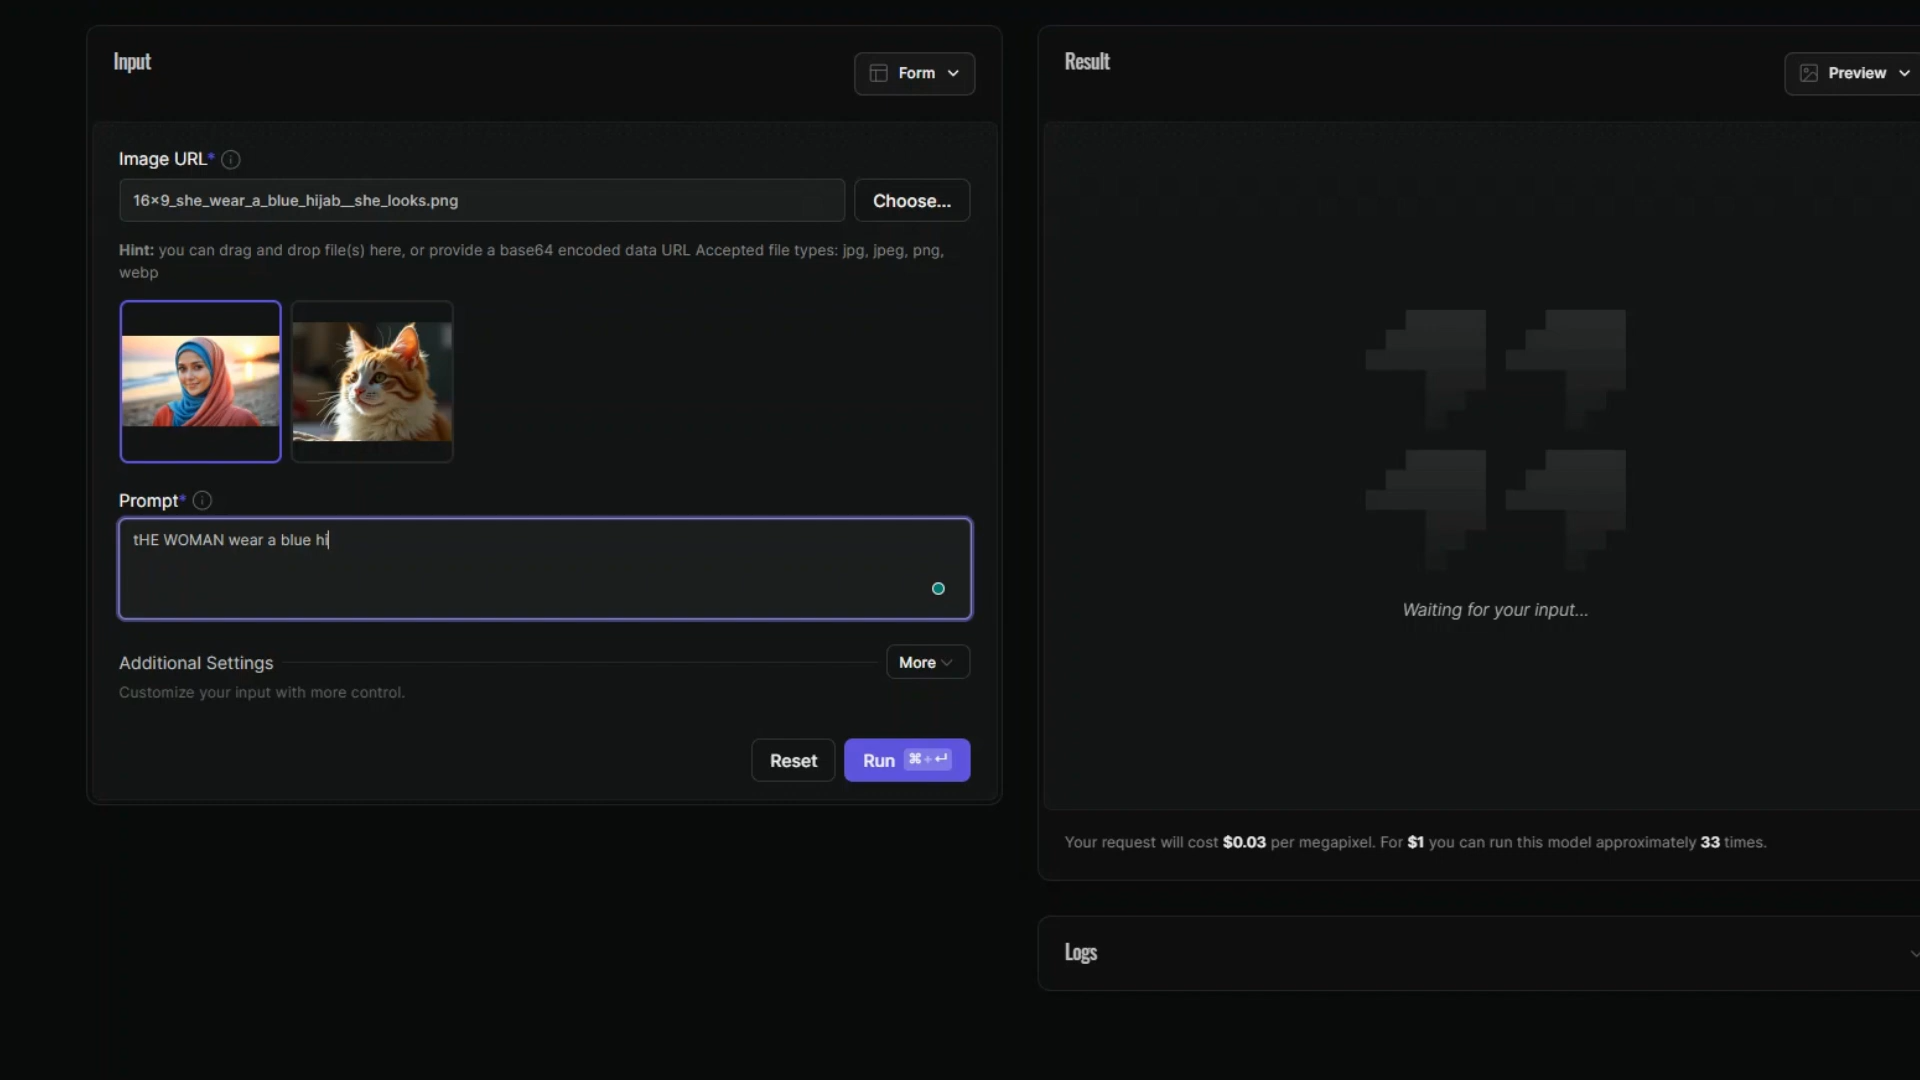 Input
Form
Image URL*
16x9_she_wear_a_blue_hijab__she_looks.png
Choose...
Hint: you can drag and drop file(s) here, or provide a base64 encoded data URL Accepted file types: jpg, jpeg, png,
webp
Prompt*
tHE WOMAN wear a blue hi
Additional Settings
More
Customize your input with more control.
Reset
Run ⌘+↵
Result
Preview
Waiting for your input...
Your request will cost $0.03 per megapixel. For $1 you can run this model approximately 33 times.
Logs